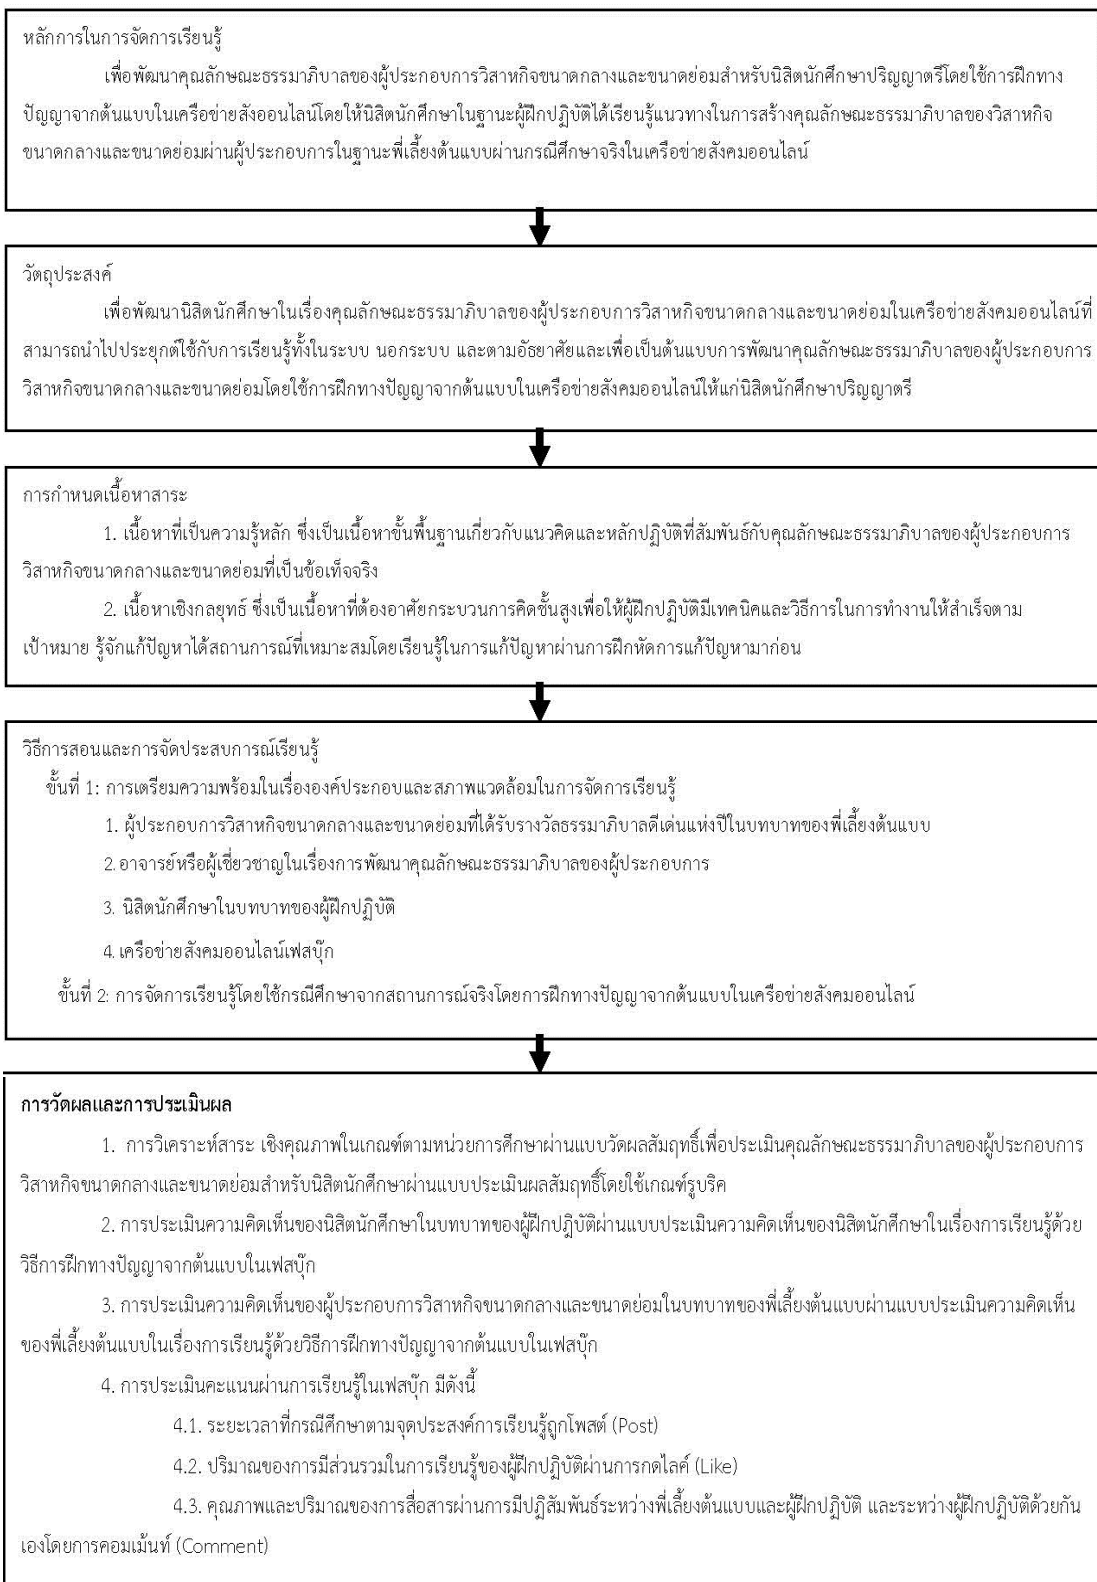 หลักการในการจัดการเรียนรู้
เพื่อพัฒนาคุณลักษณะธรรมาภิบาลของผู้ประกอบการวิสาหกิจขนาดกลางและขนาดย่อมสำหรับนิสิตนักศึกษาปริญญาตรีโดยใช้การฝึกทาง
ปัญญาจากต้นแบบในเครือข่ายสังออนไลน์โดยให้นิสิตนักศึกษาในฐานะผู้ฝึกปฏิบัติได้เรียนรู้แนวทางในการสร้างคุณลักษณะธรรมาภิบาลของวิสาหกิจ
ขนาดกลางและขนาดย่อมผ่านผู้ประกอบการในฐานะพี่เลี้ยงต้นแบบผ่านกรณีศึกษาจริงในเครือข่ายสังคมออนไลน์
วัตถุประสงค์
เพื่อพัฒนานิสิตนักศึกษาในเรื่องคุณลักษณะธรรมาภิบาลของผู้ประกอบการวิสาหกิจขนาดกลางและขนาดย่อมในเครือข่ายสังคมออนไลน์ที่
สามารถนำไปประยุกต์ใช้กับการเรียนรู้ทั้งในระบบ นอกระบบ และตามอัธยาศัยและเพื่อเป็นต้นแบบการพัฒนาคุณลักษณะธรรมาภิบาลของผู้ประกอบการ
วิสาหกิจขนาดกลางและขนาดย่อมโดยใช้การฝึกทางปัญญาจากต้นแบบในเครือข่ายสังคมออนไลน์ให้แก่นิสิตนักศึกษาปริญญาตรี
การกำหนดเนื้อหาสาระ
1. เนื้อหาที่เป็นความรู้หลัก ซึ่งเป็นเนื้อหาขั้นพื้นฐานเกี่ยวกับแนวคิดและหลักปฏิบัติที่สัมพันธ์กับคุณลักษณะธรรมาภิบาลของผู้ประกอบการ
วิสาหกิจขนาดกลางและขนาดย่อมที่เป็นข้อเท็จจริง
2. เนื้อหาเชิงกลยุทธ์ ซึ่งเป็นเนื้อหาที่ต้องอาศัยกระบวนการคิดชั้นสูงเพื่อให้ผู้ฝึกปฏิบัติมีเทคนิคและวิธีการในการทำงานให้สำเร็จตาม
เป้าหมาย รู้จักแก้ปัญหาได้สถานการณ์ที่เหมาะสมโดยเรียนรู้ในการแก้ปัญหาผ่านการฝึกหัดการแก้ปัญหามาก่อน
วิธีการสอนและการจัดประสบการณ์เรียนรู้
ขั้นที่ 1: การเตรียมความพร้อมในเรื่ององค์ประกอบและสภาพแวดล้อมในการจัดการเรียนรู้
1. ผู้ประกอบการวิสาหกิจขนาดกลางและขนาดย่อมที่ได้รับรางวัลธรรมาภิบาลดีเด่นแห่งปีในบทบาทของพี่เลี้ยงต้นแบบ
2. อาจารย์หรือผู้เชี่ยวชาญในเรื่องการพัฒนาคุณลักษณะธรรมาภิบาลของผู้ประกอบการ
3. นิสิตนักศึกษาในบทบาทของผู้ฝึกปฏิบัติ
4. เครือข่ายสังคมออนไลน์เฟสบุ๊ก
ขั้นที่ 2: การจัดการเรียนรู้โดยใช้กรณีศึกษาจากสถานการณ์จริงโดยการฝึกทางปัญญาจากต้นแบบในเครือข่ายสังคมออนไลน์
การวัดผลและการประเมินผล
1. การวิเคราะห์สาระ เชิงคุณภาพในเกณฑ์ตามหน่วยการศึกษาผ่านแบบวัดผลสัมฤทธิ์เพื่อประเมินคุณลักษณะธรรมาภิบาลของผู้ประกอบการ
วิสาหกิจขนาดกลางและขนาดย่อมสำหรับนิสิตนักศึกษาผ่านแบบประเมินผลสัมฤทธิ์โดยใช้เกณฑ์รูบริค
2. การประเมินความคิดเห็นของนิสิตนักศึกษาในบทบาทของผู้ฝึกปฏิบัติผ่านแบบประเมินความคิดเห็นของนิสิตนักศึกษาในเรื่องการเรียนรู้ด้วย
วิธีการฝึกทางปัญญาจากต้นแบบในเฟสบุ๊ก
3. การประเมินความคิดเห็นของผู้ประกอบการวิสาหกิจขนาดกลางและขนาดย่อมในบทบาทของพี่เลี้ยงต้นแบบผ่านแบบประเมินความคิดเห็น
ของพี่เลี้ยงต้นแบบในเรื่องการเรียนรู้ด้วยวิธีการฝึกทางปัญญาจากต้นแบบในเฟสบุ๊ก
4. การประเมินคะแนนผ่านการเรียนรู้ในเฟสบุ๊ก มีดังนี้
4.1. ระยะเวลาที่กรณีศึกษาตามจุดประสงค์การเรียนรู้ถูกโพสต์ (Post)
4.2. ปริมาณของการมีส่วนรวมในการเรียนรู้ของผู้ฝึกปฏิบัติผ่านการกดไลค์ (Like)
4.3. คุณภาพและปริมาณของการสื่อสารผ่านการมีปฏิสัมพันธ์ระหว่างพี่เลี้ยงต้นแบบและผู้ฝึกปฏิบัติ และระหว่างผู้ฝึกปฏิบัติด้วยกัน
เองโดยการคอมเม้นท์ (Comment)